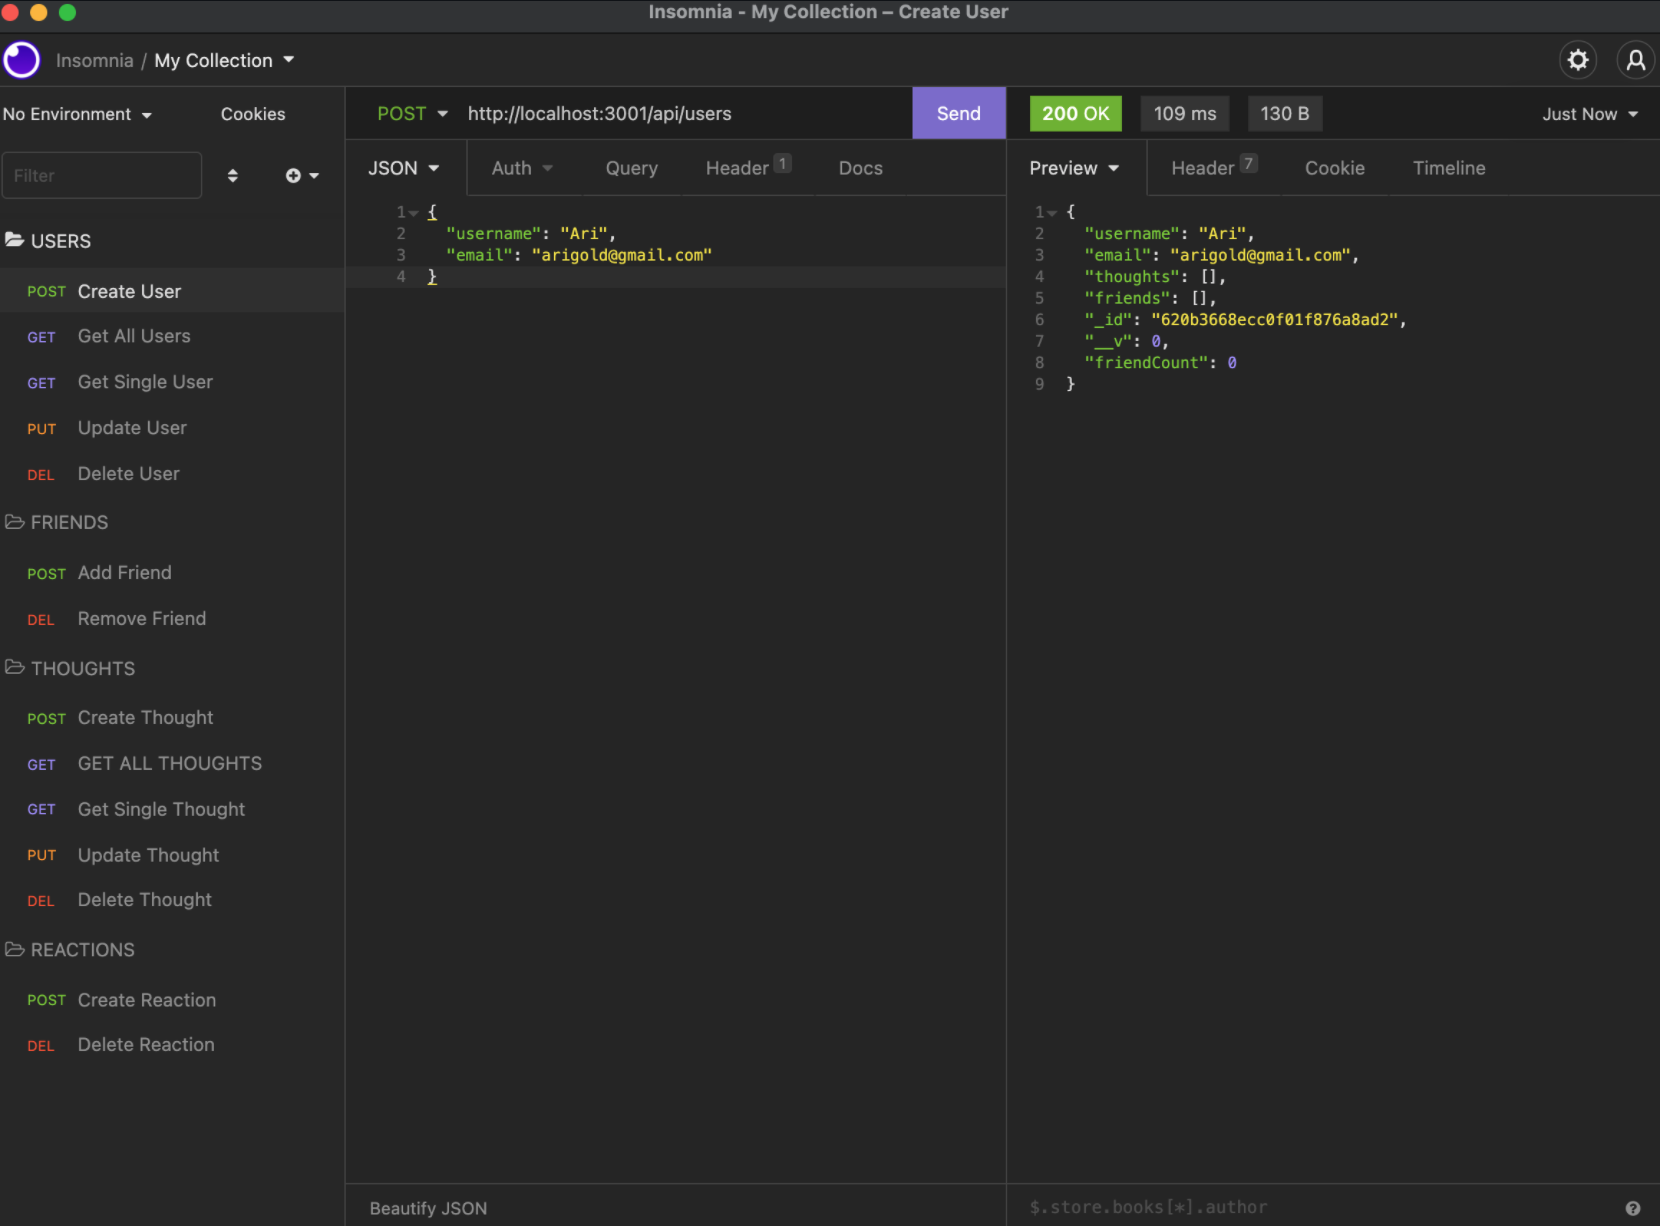 Insomnia - My Collection – Create User
Insomnia / My Collection
No Environment
Cookies
Filter
USERS
POST Create User
GET Get All Users
GET Get Single User
PUT Update User
DEL Delete User
FRIENDS
POST Add Friend
DEL Remove Friend
THOUGHTS
POST Create Thought
GET GET ALL THOUGHTS
GET Get Single Thought
PUT Update Thought
DEL Delete Thought
REACTIONS
POST Create Reaction
DEL Delete Reaction
POST http://localhost:3001/api/users Send
JSON Auth Query Header 1 Docs
1 {
2 "username": "Ari",
3 "email": "arigold@gmail.com"
4 }
Beautify JSON
200 OK 109 ms 130 B Just Now
Preview Header 7 Cookie Timeline
1 {
2 "username": "Ari",
3 "email": "arigold@gmail.com",
4 "thoughts": [],
5 "friends": [],
6 "_id": "620b3668ecc0f01f876a8ad2",
7 "__v": 0,
8 "friendCount": 0
9 }
$.store.books[*].author
?